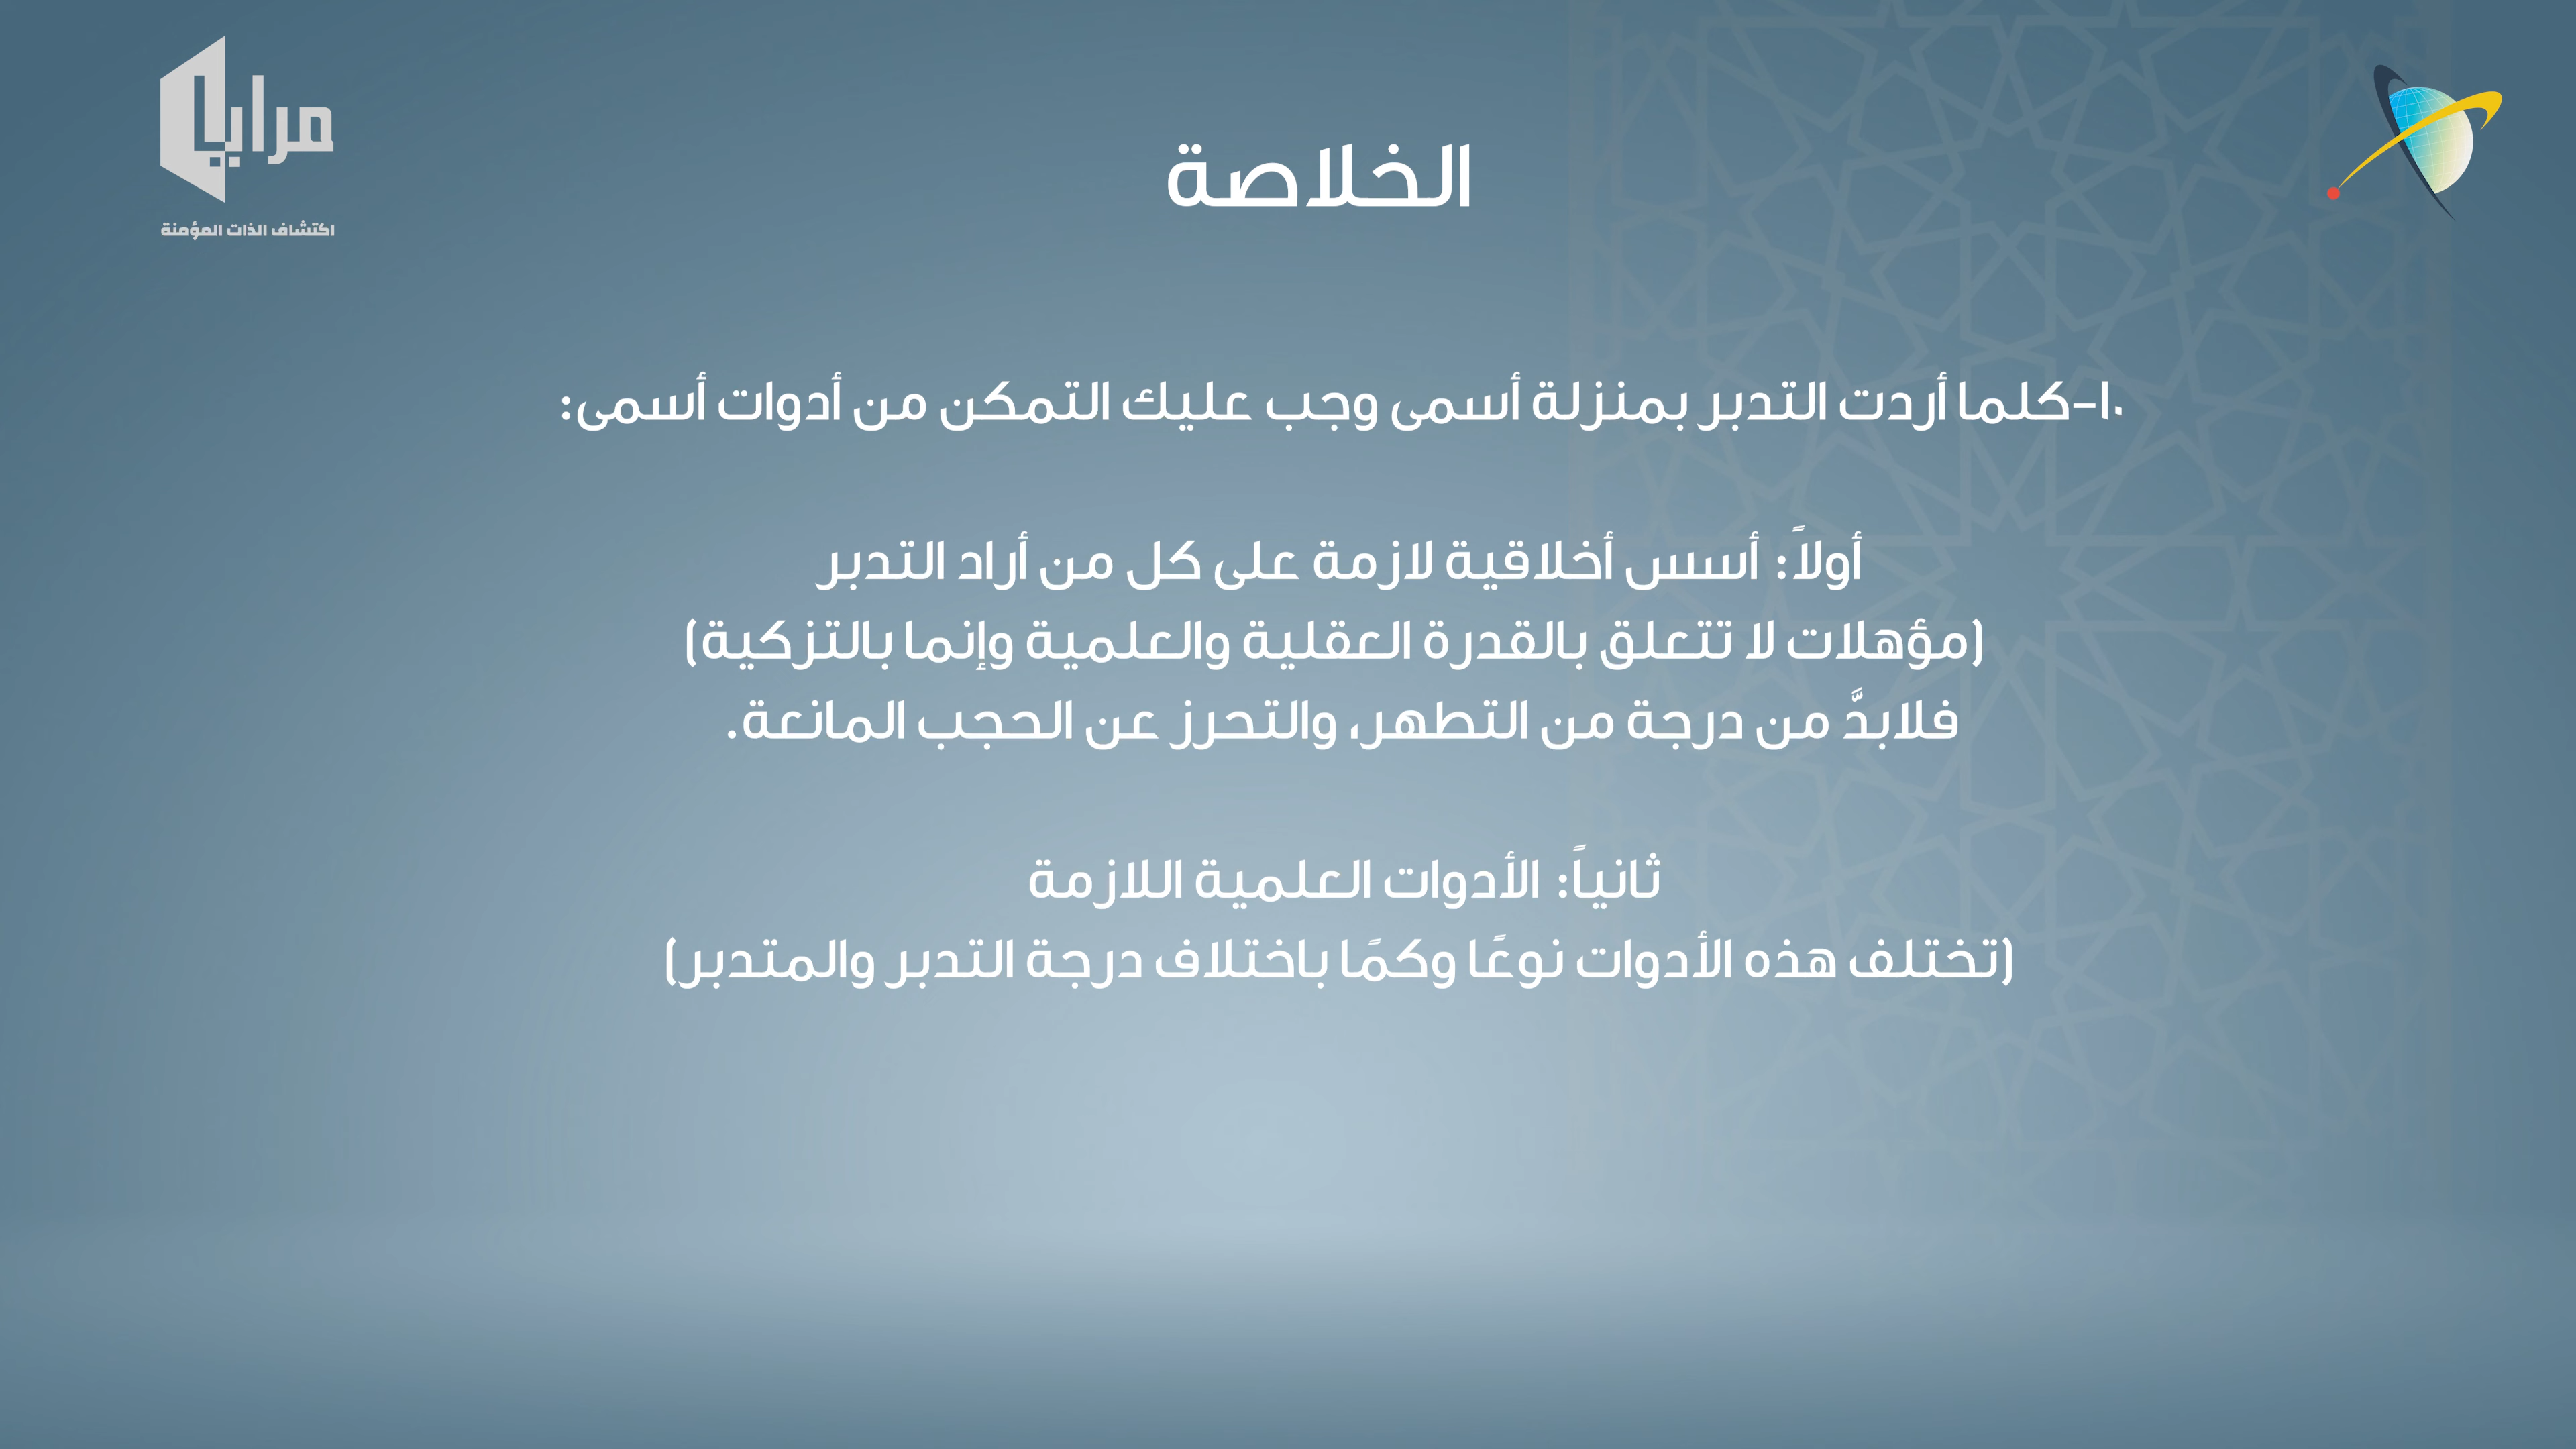 مرايا
اكتشاف الذات المؤمنة
الخلاصة
١٠-كلما أردت التدبر بمنزلة أسمى وجب عليك التمكن من أدوات أسمى:
أولاً: أسس أخلاقية لازمة على كل من أراد التدبر
(مؤهلات لا تتعلق بالقدرة العقلية والعلمية وإنما بالتزكية)
فلابدَّ من درجة من التطهر، والتحرز عن الحجب المانعة.
ثانياً: الأدوات العلمية اللازمة
(تختلف هذه الأدوات نوعًا وكمًا باختلاف درجة التدبر والمتدبر)